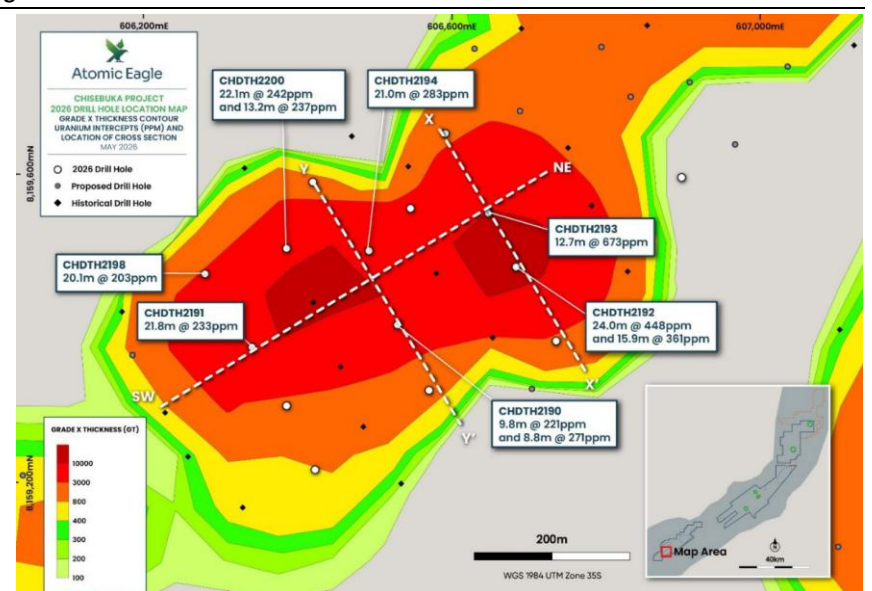 606,200mE
606,600mE
607,000mE
8,159,600mN
8,159,200mN
Atomic Eagle
CHISEBUKA PROJECT
2026 DRILL HOLE LOCATION MAP
GRADE X THICKNESS CONTOUR
URANIUM INTERCEPTS (PPM) AND
LOCATION OF CROSS SECTION
MAY 2026
2026 Drill Hole
Proposed Drill Hole
Historical Drill Hole
CHDTH2200
22.1m @ 242ppm
and 13.2m @ 237ppm
CHDTH2194
21.0m @ 283ppm
X
Y
NE
CHDTH2193
12.7m @ 673ppm
CHDTH2198
20.1m @ 203ppm
CHDTH2191
21.8m @ 233ppm
CHDTH2192
24.0m @ 448ppm
and 15.9m @ 361ppm
SW
X'
CHDTH2190
9.8m @ 221ppm
and 8.8m @ 271ppm
Y'
GRADE X THICKNESS (GT)
10000
3000
800
400
300
200
100
200m
WGS 1984 UTM Zone 35S
Map Area
40km